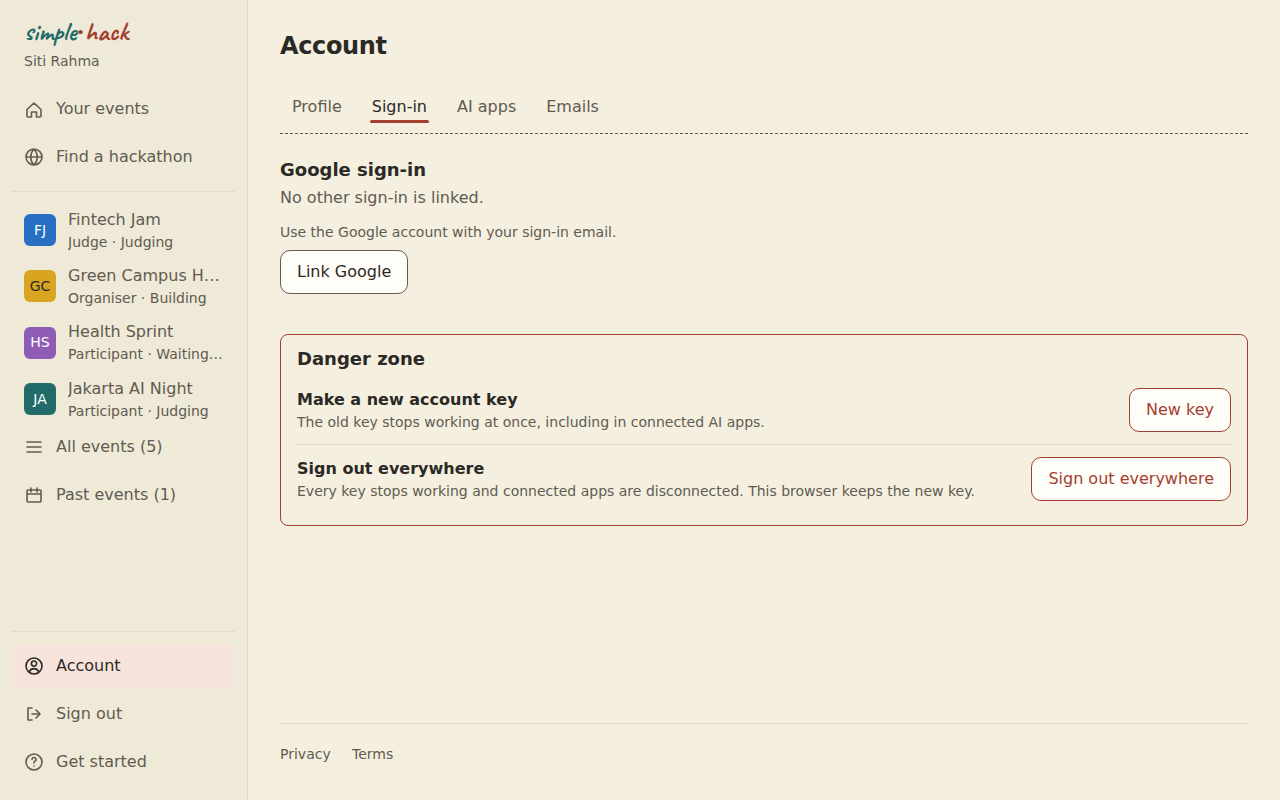 simple·hack
Siti Rahma
Your events
Find a hackathon
FJ
Fintech Jam
Judge · Judging
GC
Green Campus H…
Organiser · Building
HS
Health Sprint
Participant · Waiting…
JA
Jakarta AI Night
Participant · Judging
All events (5)
Past events (1)
Account
Sign out
Get started
Account
Profile Sign-in AI apps Emails
Google sign-in
No other sign-in is linked.
Use the Google account with your sign-in email.
Link Google
Danger zone
Make a new account key
The old key stops working at once, including in connected AI apps.
New key
Sign out everywhere
Every key stops working and connected apps are disconnected. This browser keeps the new key.
Sign out everywhere
Privacy Terms